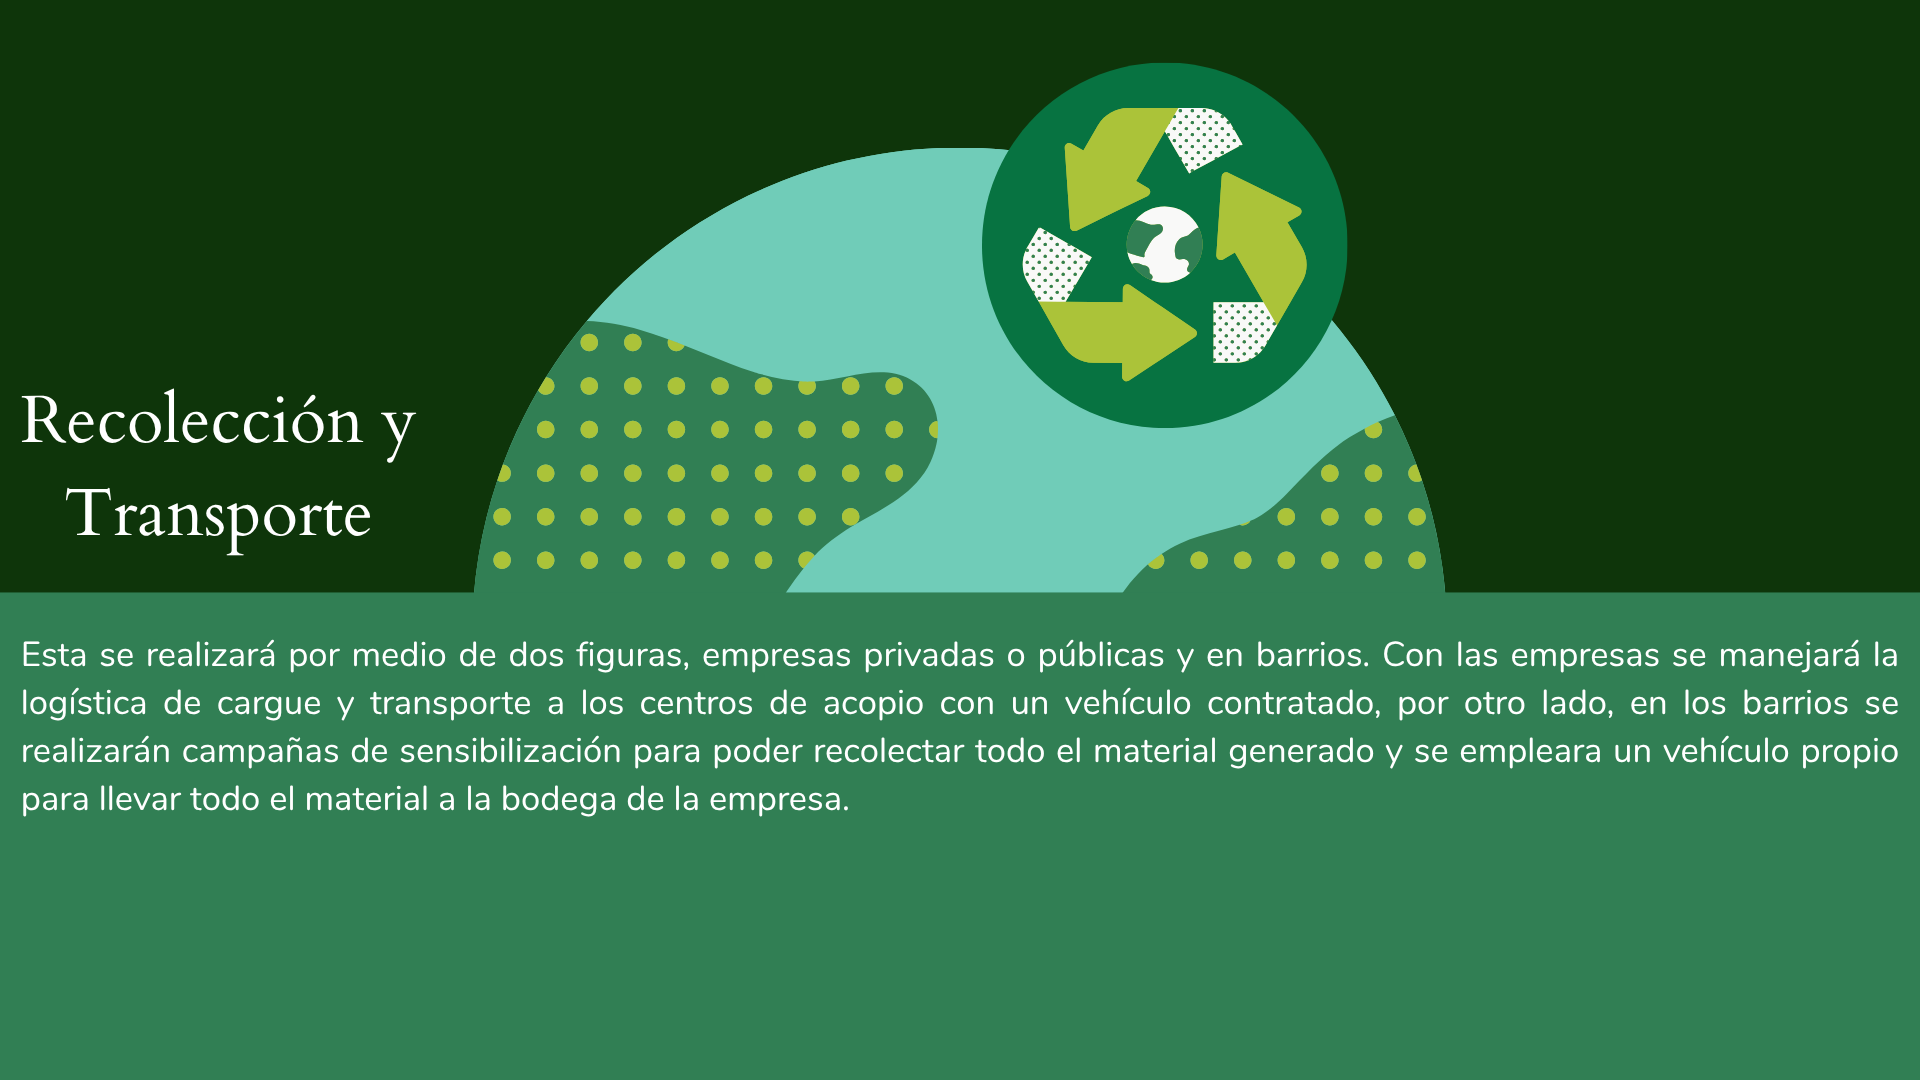 Recolección y
Transporte
Esta se realizará por medio de dos figuras, empresas privadas o públicas y en barrios. Con las empresas se manejará la
logística de cargue y transporte a los centros de acopio con un vehículo contratado, por otro lado, en los barrios se
realizarán campañas de sensibilización para poder recolectar todo el material generado y se empleara un vehículo propio
para llevar todo el material a la bodega de la empresa.